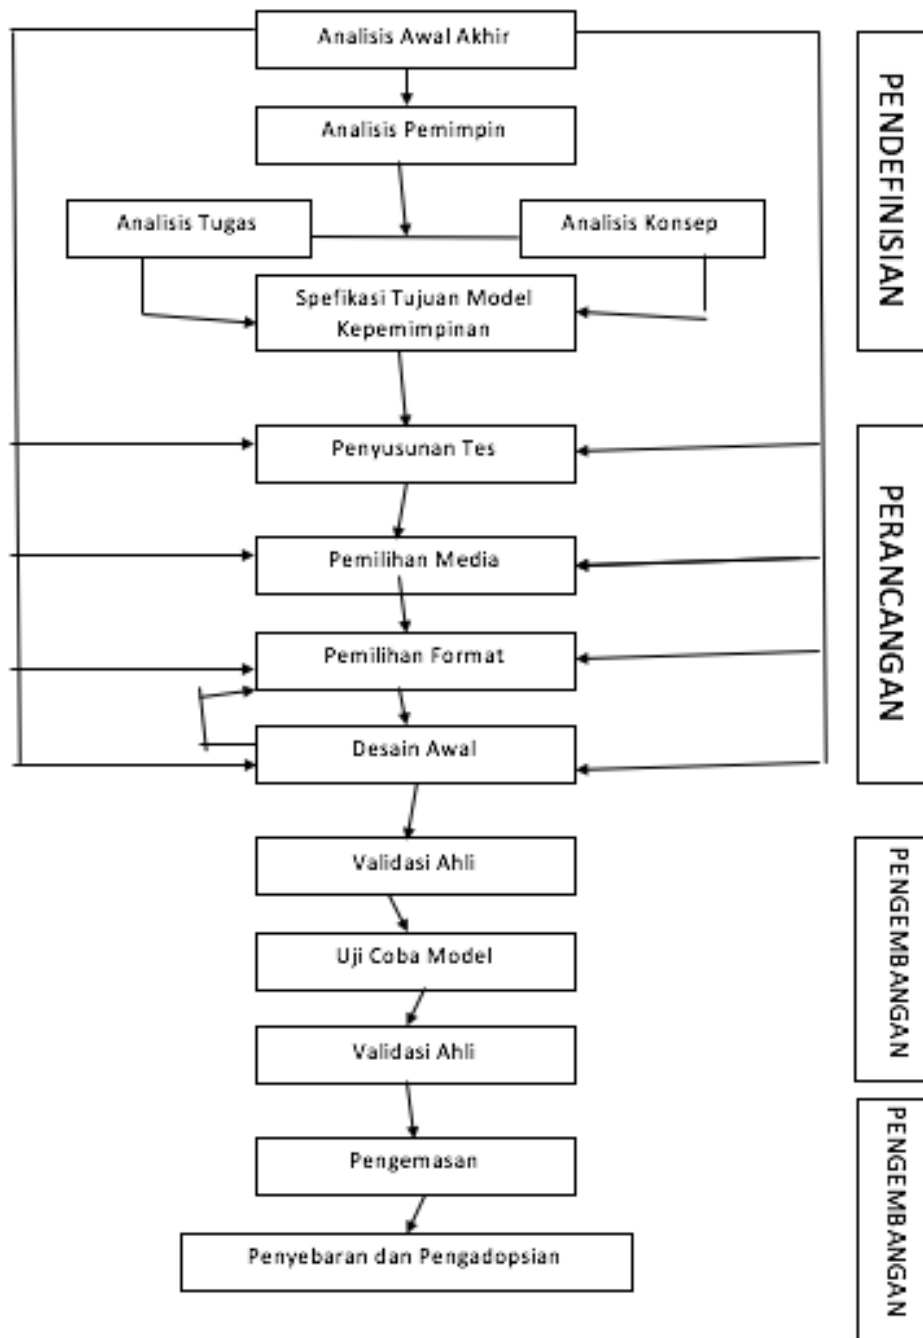 Analisis Awal Akhir
Analisis Pemimpin
Analisis Tugas
Analisis Konsep
Spefikasi Tujuan Model
Kepemimpinan
PENDEFINISIAN
Penyusunan Tes
Pemilihan Media
Pemilihan Format
Desain Awal
PERANCANGAN
Validasi Ahli
Uji Coba Model
Validasi Ahli
PENGEMBANGAN
Pengemasan
Penyebaran dan Pengadopsian
PENGEMBANGAN